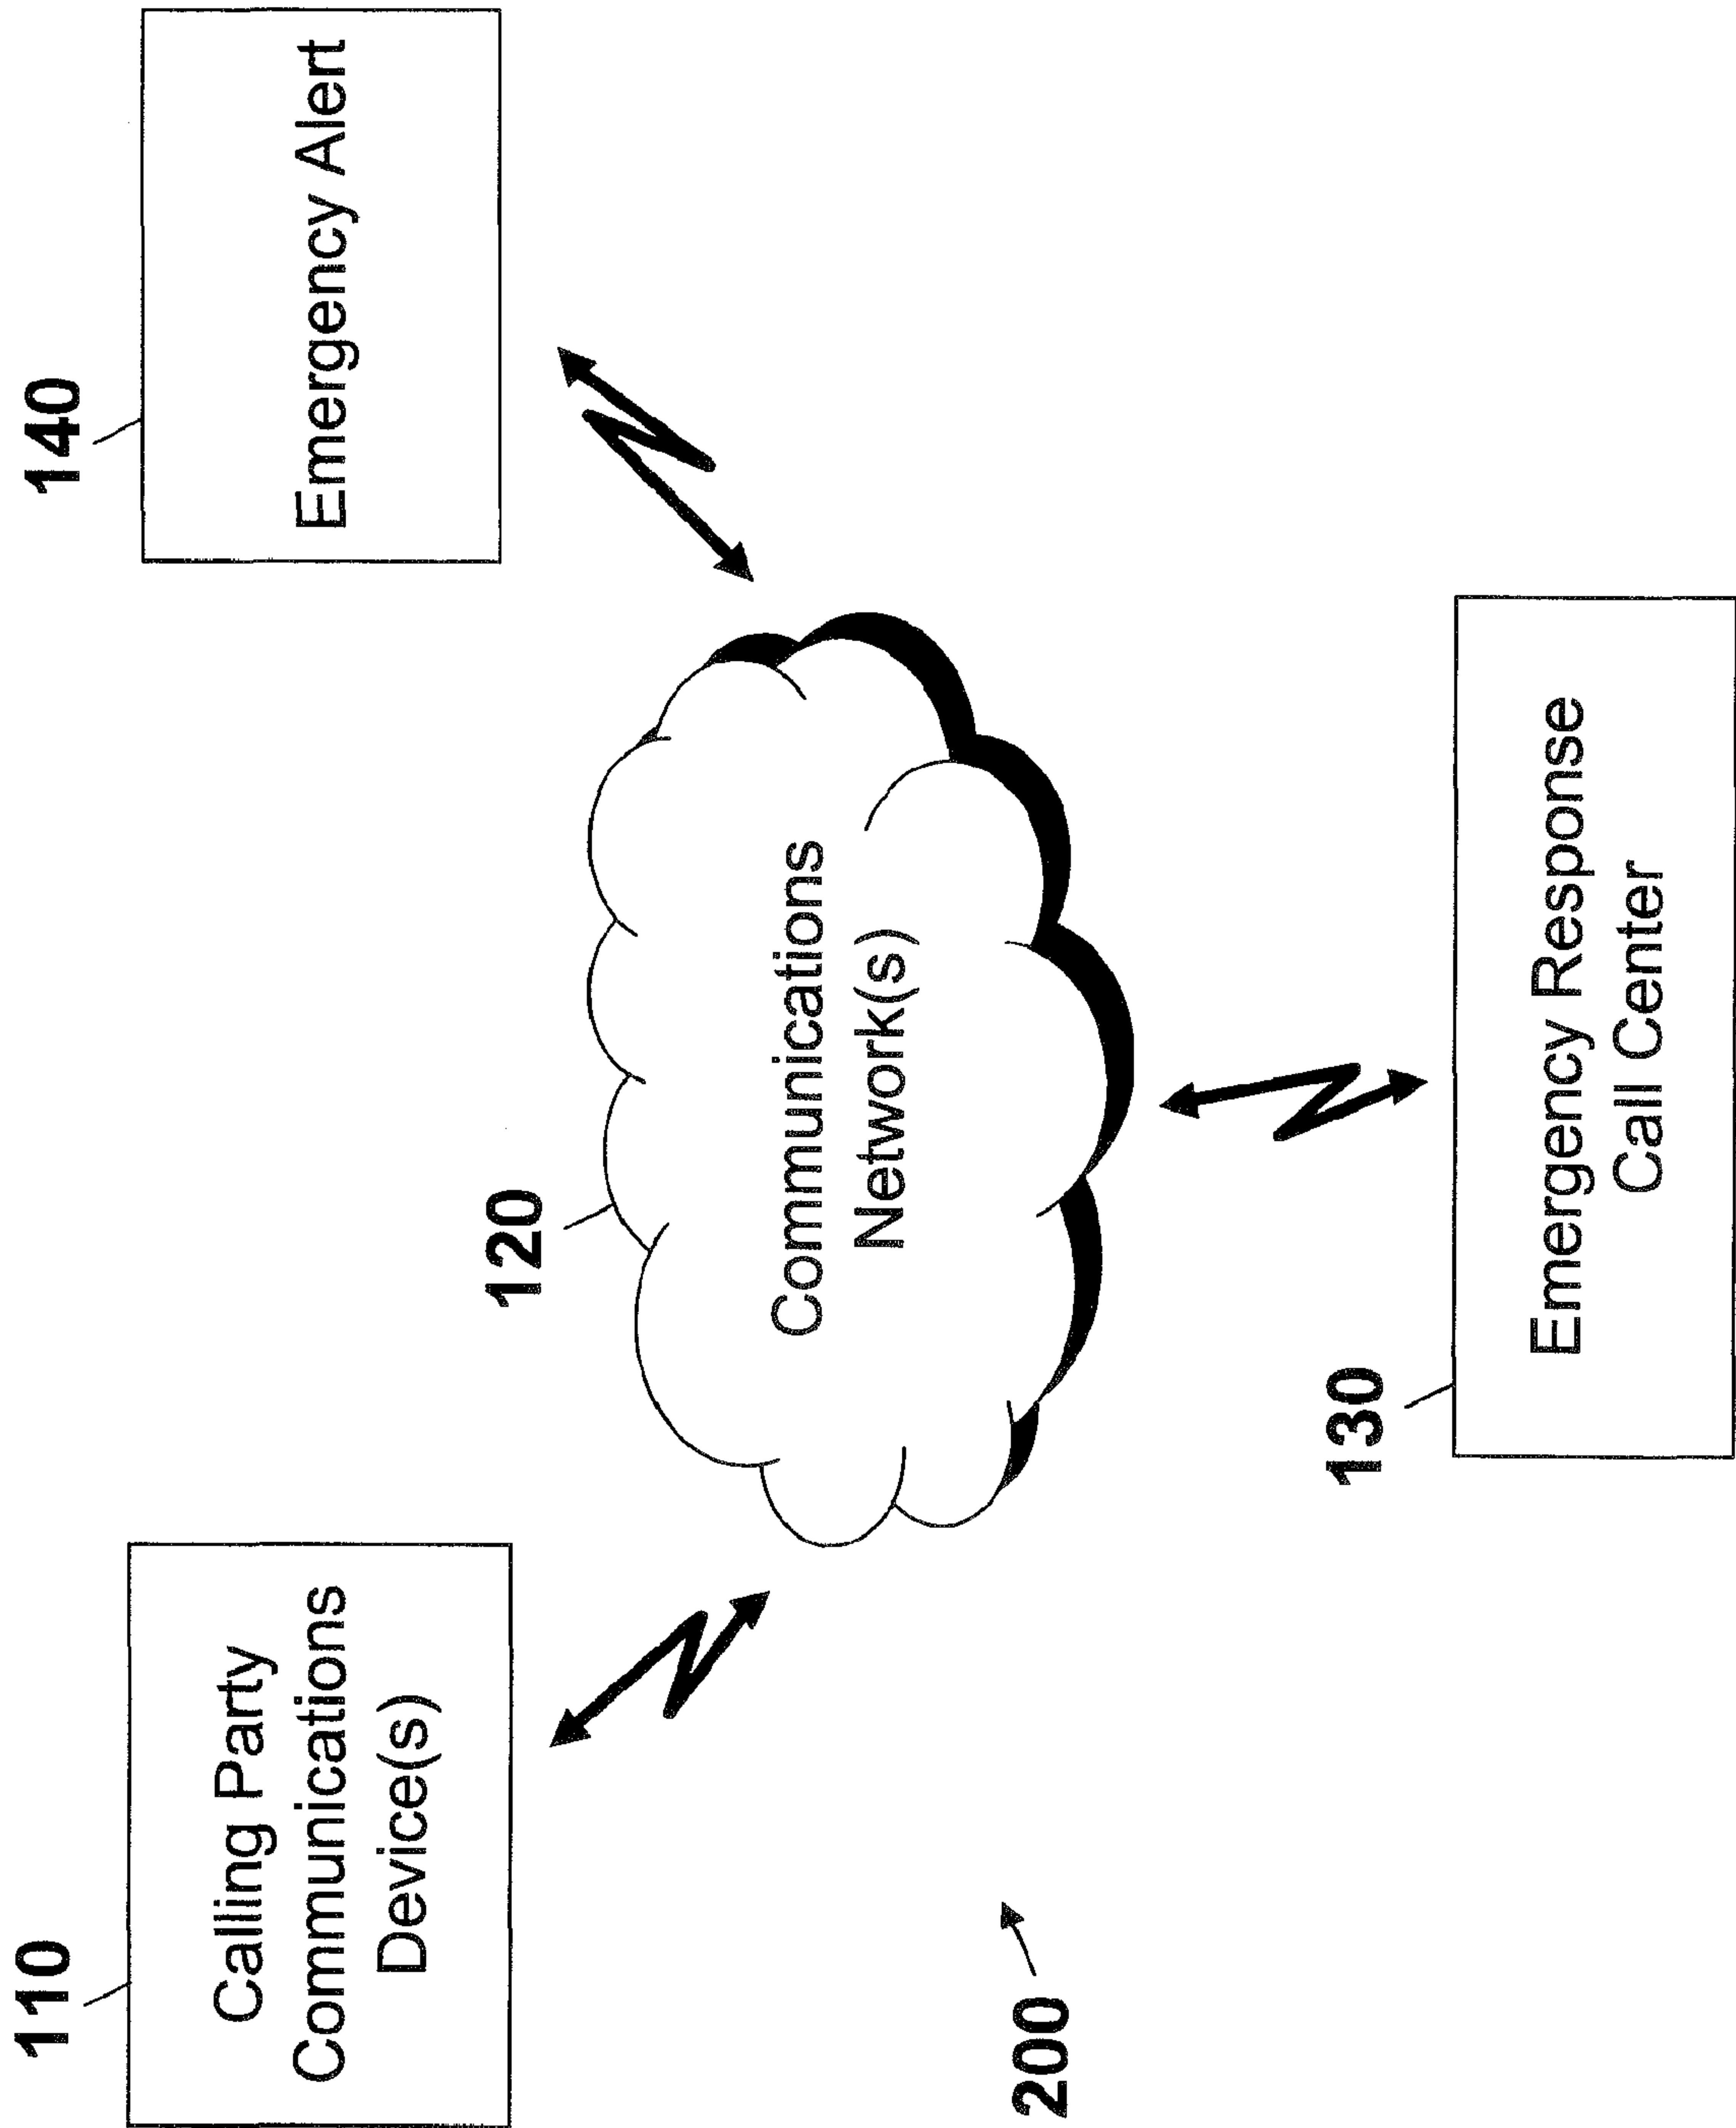 110
Calling Party
Communications
Device(s)
120
Communications
Network(s)
140
Emergency Alert
130
Emergency Response
Call Center
200